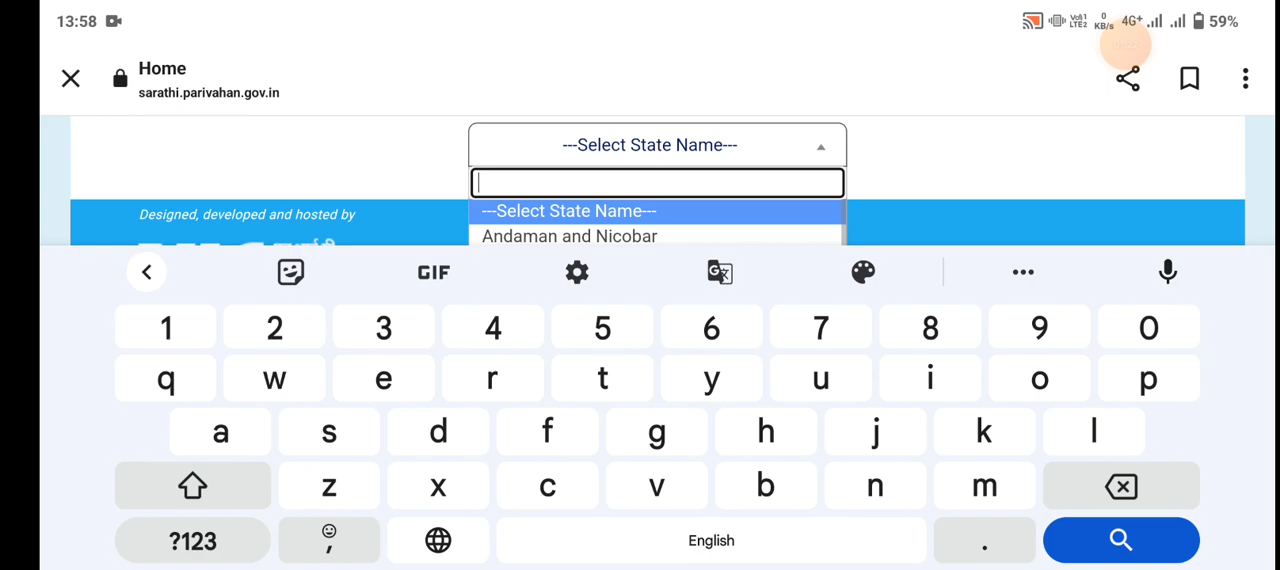 13:58
Vo1) LTE2 0 KB/s 4G+ 59%
Home
sarathi.parivahan.gov.in
---Select State Name---
Designed, developed and hosted by
---Select State Name---
Andaman and Nicobar
GIF
1 2 3 4 5 6 7 8 9 0
q w e r t y u i o p
a s d f g h j k l
z x c v b n m
?123 , English .